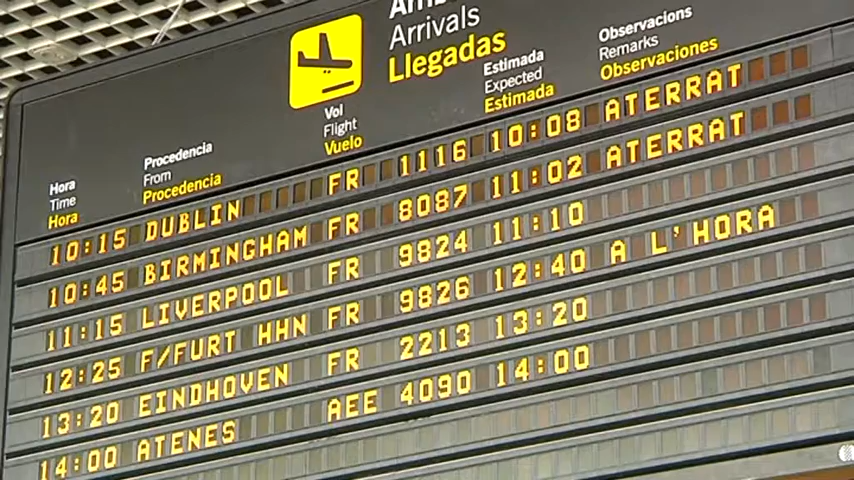 Arrivals
Llegadas
Hora
Time
Hora
Procedencia
From
Procedencia
Vol
Flight
Vuelo
Estimada
Expected
Estimada
Observacions
Remarks
Observaciones
10:15 DUBLIN FR 1116 10:08 ATERRAT
10:45 BIRMINGHAM FR 8087 11:02 ATERRAT
11:15 LIVERPOOL FR 9824 11:10
12:25 F/FURT HHN FR 9826 12:40 A L'HORA
13:20 EINDHOVEN FR 2213 13:20
14:00 ATENES AEE 4090 14:00